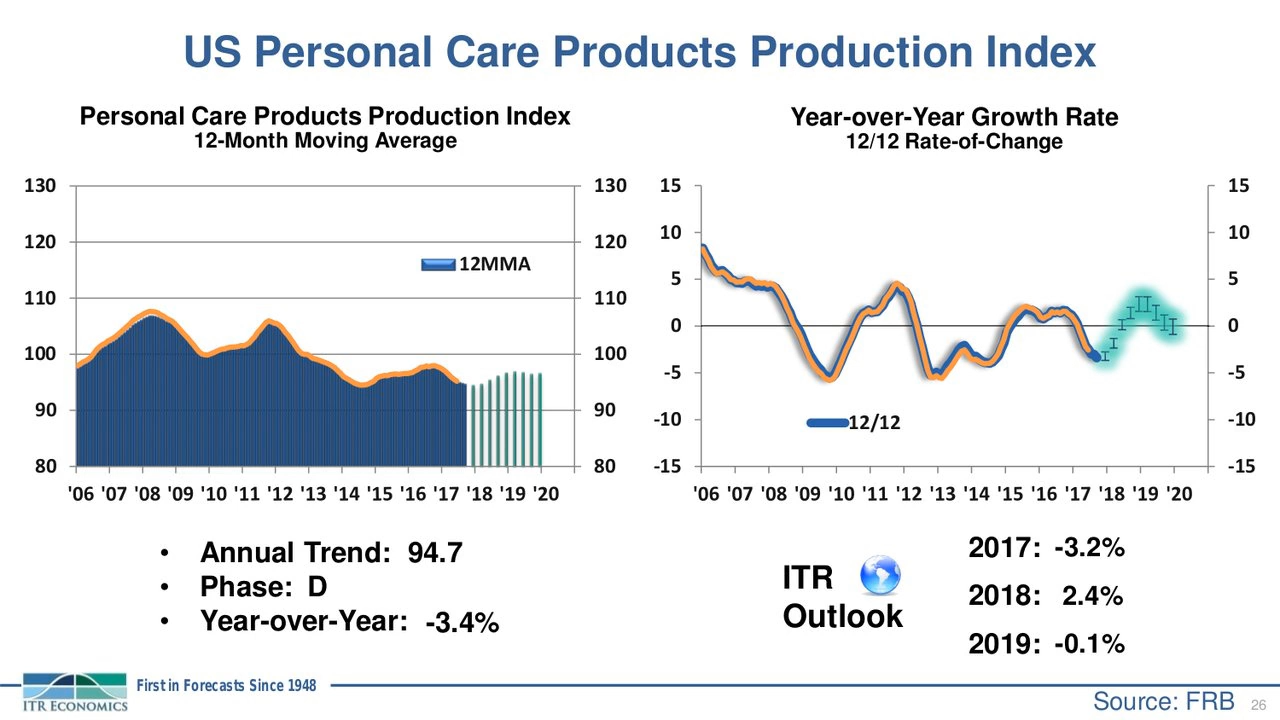 US Personal Care Products Production Index
Personal Care Products Production Index
12-Month Moving Average
130
120
110
100
90
80
12MMA
130
120
110
100
90
80
'06 '07 '08 '09 '10 '11 '12 '13 '14 '15 '16 '17 '18 '19 '20
Year-over-Year Growth Rate
12/12 Rate-of-Change
15
10
5
0
-5
-10
-15
12/12
15
10
5
0
-5
-10
-15
'06 '07 '08 '09 '10 '11 '12 '13 '14 '15 '16 '17 '18 '19 '20
• Annual Trend: 94.7
• Phase: D
• Year-over-Year: -3.4%
ITR
Outlook
2017: -3.2%
2018: 2.4%
2019: -0.1%
ITR ECONOMICS
First in Forecasts Since 1948
Source: FRB
26